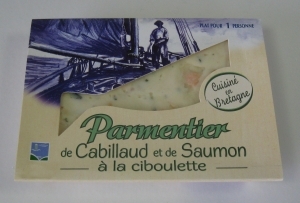 PLAT POUR 1 PERSONNE
Cuisiné
en
Bretagne
Parmentier
de Cabillaud et de Saumon
à la ciboulette